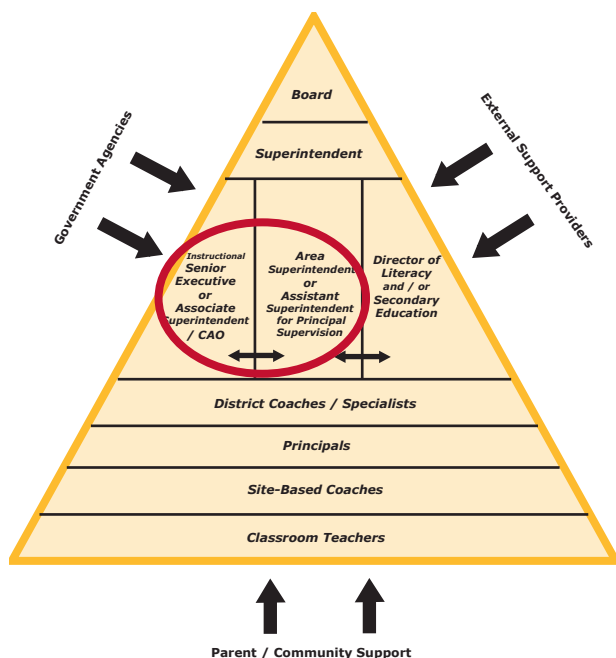 Board
Superintendent
Government Agencies
External Support Providers
Instructional
Senior
Executive
or
Associate
Superintendent
/ CAO
Area
Superintendent
or
Assistant
Superintendent
for Principal
Supervision
Director of
Literacy
and / or
Secondary
Education
District Coaches / Specialists
Principals
Site-Based Coaches
Classroom Teachers
Parent / Community Support